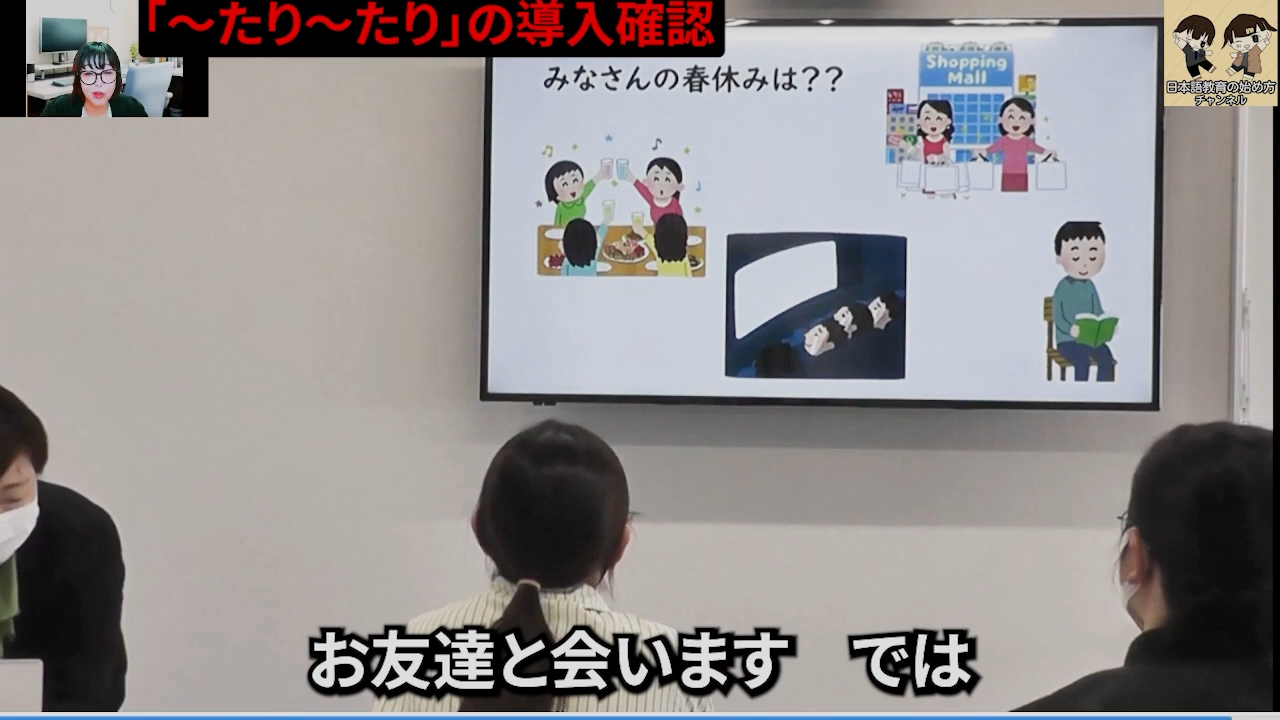 「～たり～たり」の導入確認
日本語教育の始め方
チャンネル
みなさんの春休みは？？
Shopping
Mall
お友達と会います　では